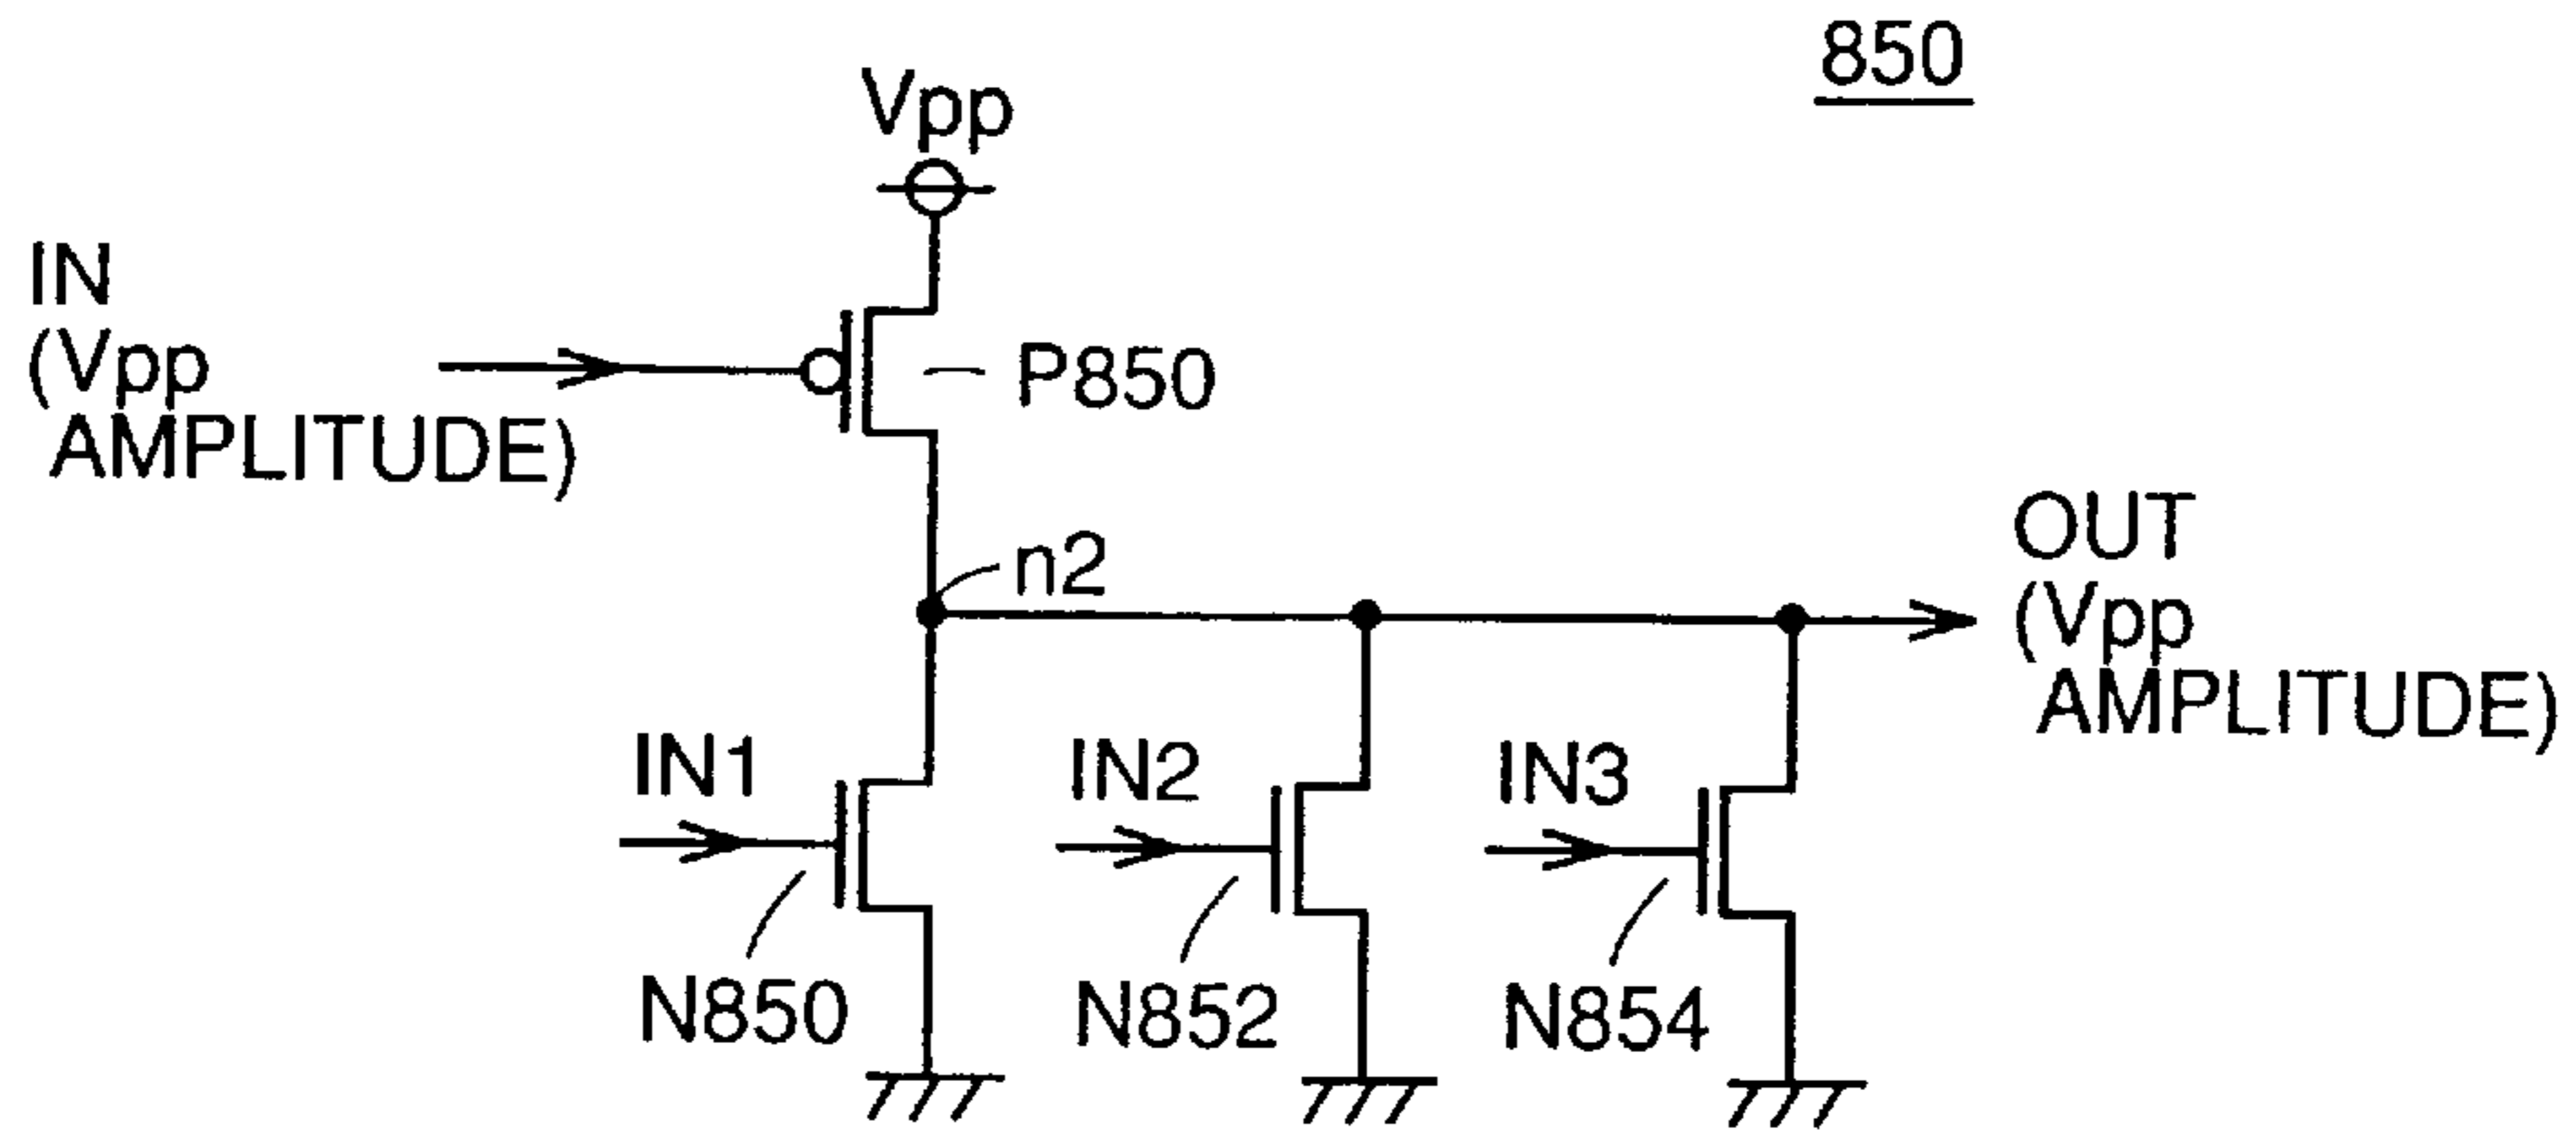 850
Vpp
IN
(Vpp
AMPLITUDE)
P850
n2
OUT
(Vpp
AMPLITUDE)
IN1
IN2
IN3
N850
N852
N854